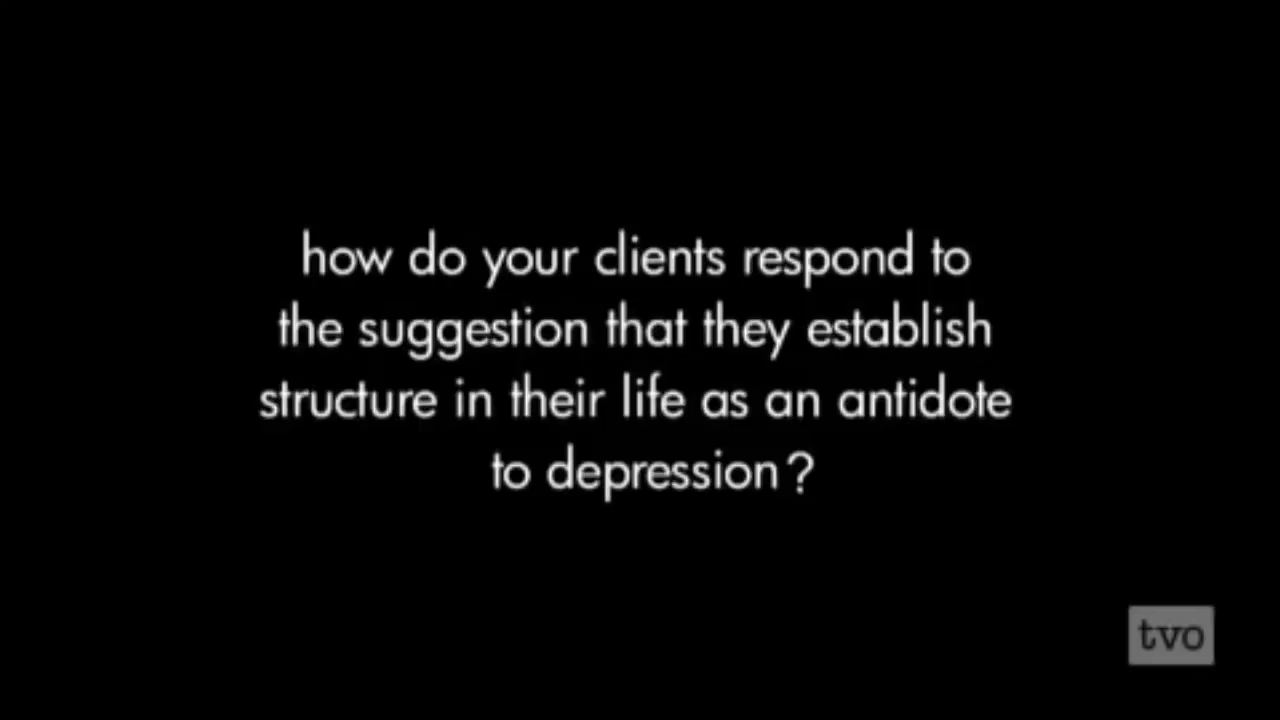 how do your clients respond to
the suggestion that they establish
structure in their life as an antidote
to depression?
tvo